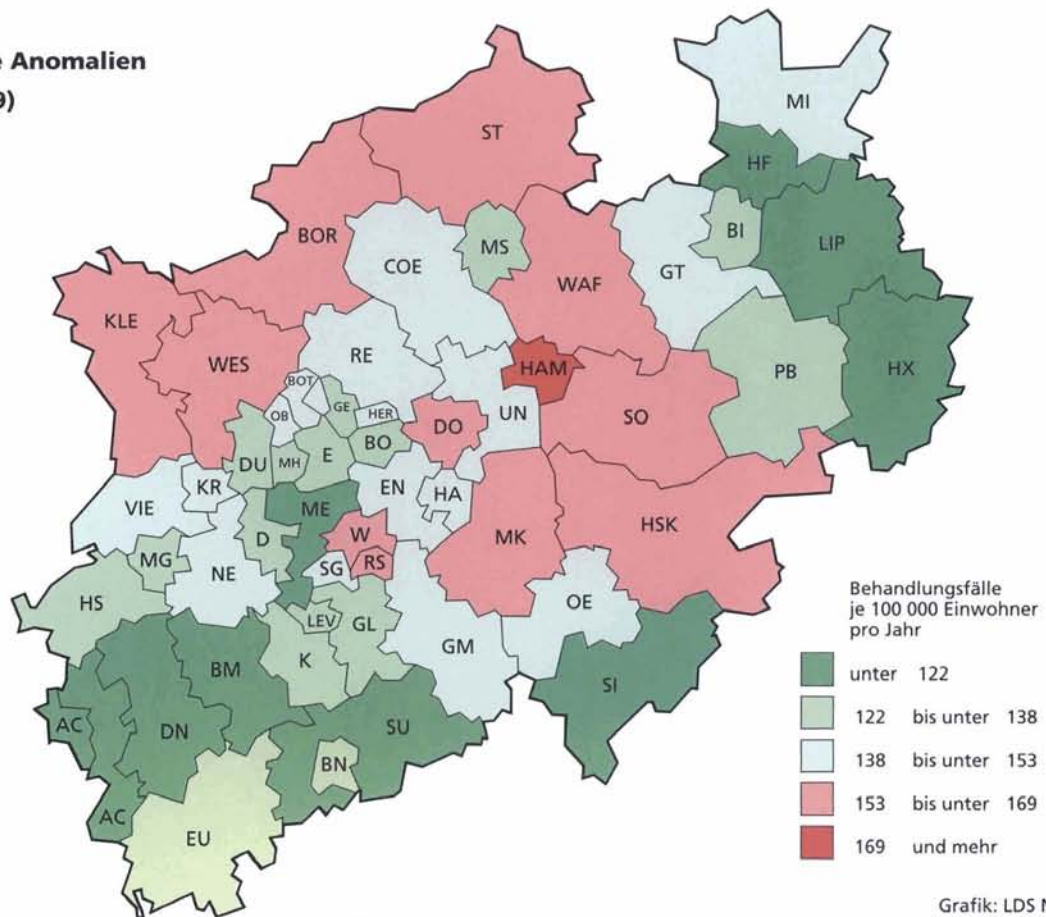 e Anomalien
9)
MI
ST
HF
BI
LIP
BOR
MS
COE
GT
WAF
KLE
RE
WES
HAM
PB
HX
BOT
GE
HER
OB
UN
SO
DO
BO
E
DU
MH
EN
HA
KR
ME
VIE
HSK
W
MK
D
RS
SG
MG
NE
OE
HS
LEV
GL
GM
K
BM
SI
AC
DN
SU
BN
AC
EU
Behandlungsfälle
je 100 000 Einwohner
pro Jahr
unter 122
122 bis unter 138
138 bis unter 153
153 bis unter 169
169 und mehr
Grafik: LDS N